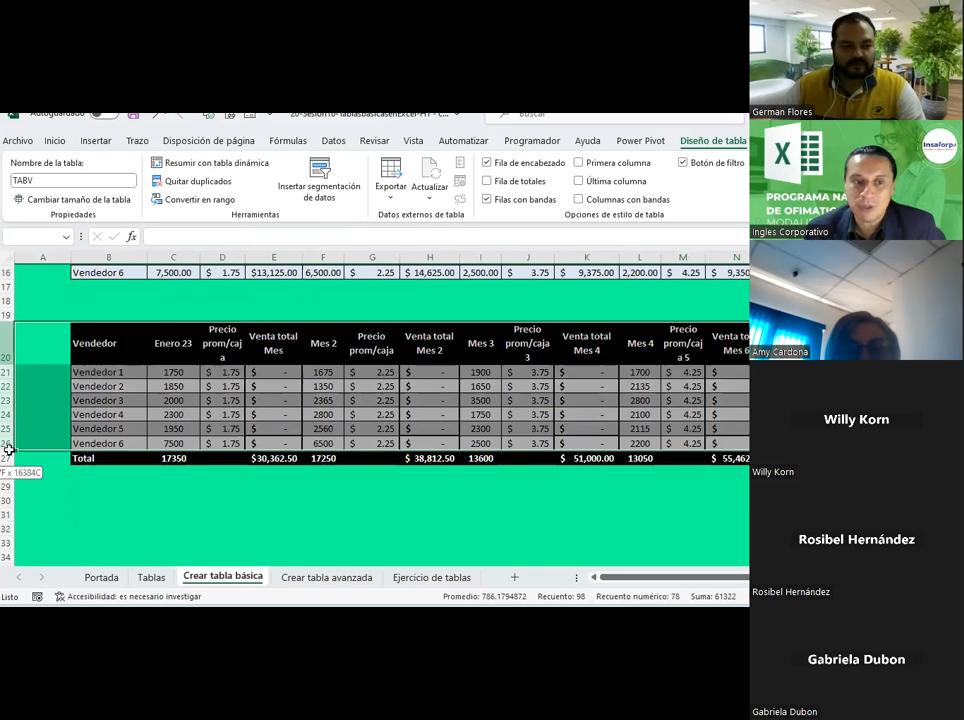 Autoguardado
20-Sesion10-TablasBasicasenExcel-HT - c...
Buscar
Archivo Inicio Insertar Trazo Disposición de página Fórmulas Datos Revisar Vista Automatizar Programador Ayuda Power Pivot Diseño de tabla
Nombre de la tabla:
TABV
Cambiar tamaño de la tabla
Propiedades
Resumir con tabla dinámica
Quitar duplicados
Convertir en rango
Insertar segmentación
de datos
Herramientas
Exportar Actualizar
Datos externos de tabla
Fila de encabezado Primera columna Botón de filtro
Fila de totales Última columna
Filas con bandas Columnas con bandas
Opciones de estilo de tabla
fx
A B C D E F G H I J K L M N
16 Vendedor 6 7,500.00 $ 1.75 $13,125.00 6,500.00 $ 2.25 $ 14,625.00 2,500.00 $ 3.75 $ 9,375.00 2,200.00 $ 4.25 $ 9,350
17
18
19
20 Vendedor Enero 23 Precio prom/caja Venta total Mes Mes 2 Precio prom/caja Venta total Mes 2 Mes 3 Precio prom/caja 3 Venta total Mes 4 Mes 4 Precio prom/caja 5 Venta to Mes 6
21 Vendedor 1 1750 $ 1.75 $ - 1675 $ 2.25 $ - 1900 $ 3.75 $ - 1700 $ 4.25 $
22 Vendedor 2 1850 $ 1.75 $ - 1350 $ 2.25 $ - 1650 $ 3.75 $ - 2135 $ 4.25 $
23 Vendedor 3 2000 $ 1.75 $ - 2365 $ 2.25 $ - 3500 $ 3.75 $ - 2800 $ 4.25 $
24 Vendedor 4 2300 $ 1.75 $ - 2800 $ 2.25 $ - 1750 $ 3.75 $ - 2100 $ 4.25 $
25 Vendedor 5 1950 $ 1.75 $ - 2560 $ 2.25 $ - 2300 $ 3.75 $ - 2115 $ 4.25 $
26 Vendedor 6 7500 $ 1.75 $ - 6500 $ 2.25 $ - 2500 $ 3.75 $ - 2200 $ 4.25 $
27 Total 17350 $30,362.50 17250 $ 38,812.50 13600 $ 51,000.00 13050 $ 55,462
7F x 16384C
29
30
31
32
33
34
Portada Tablas Crear tabla básica Crear tabla avanzada Ejercicio de tablas
Listo Accesibilidad: es necesario investigar Promedio: 786.1794872 Recuento: 98 Recuento numérico: 78 Suma: 61322
German Flores
X
Insaforp
PROGRAMA NA
DE OFIMÁTIC
MODALI
Ingles Corporativo
Amy Cardona
Willy Korn
Willy Korn
Rosibel Hernández
Rosibel Hernández
Gabriela Dubon
Gabriela Dubon